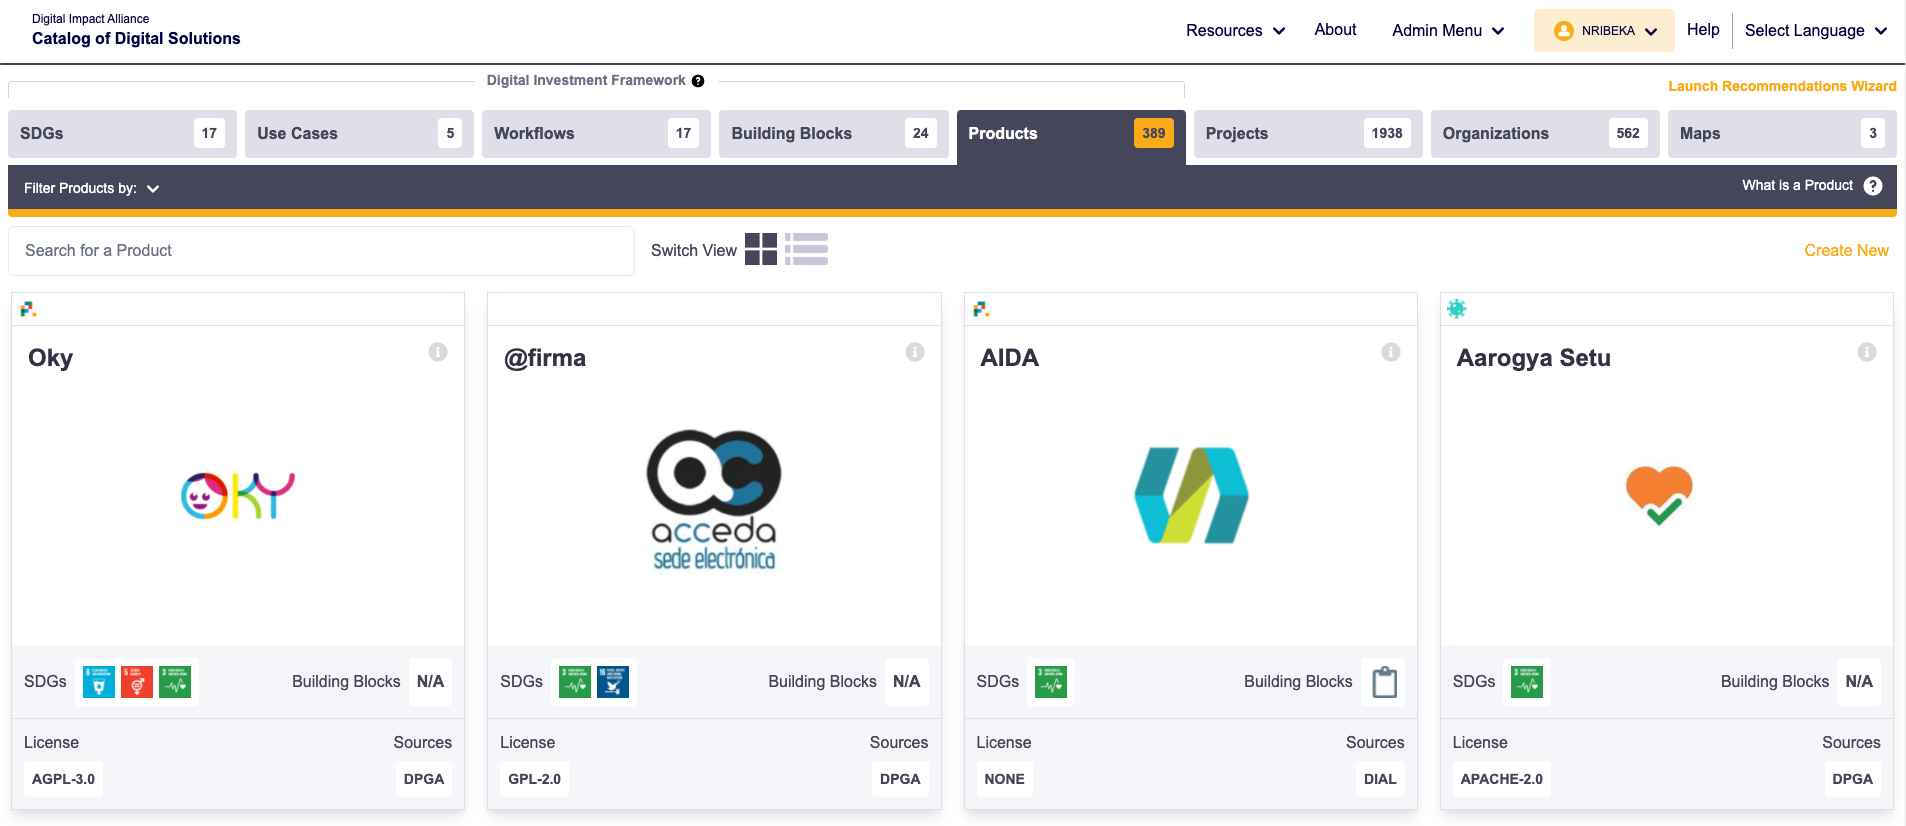 Digital Impact Alliance
Catalog of Digital Solutions
Resources About Admin Menu NRIBEKA Help Select Language
Digital Investment Framework ?
Launch Recommendations Wizard
SDGs 17 Use Cases 5 Workflows 17 Building Blocks 24 Products 389 Projects 1938 Organizations 562 Maps 3
Filter Products by: What is a Product ?
Search for a Product Switch View Create New
Oky
@firma
AIDA
Aarogya Setu
OKY
acceda
sede electrónica
SDGs Building Blocks N/A SDGs Building Blocks N/A SDGs Building Blocks SDGs Building Blocks N/A
License Sources License Sources License Sources License Sources
AGPL-3.0 DPGA GPL-2.0 DPGA NONE DIAL APACHE-2.0 DPGA